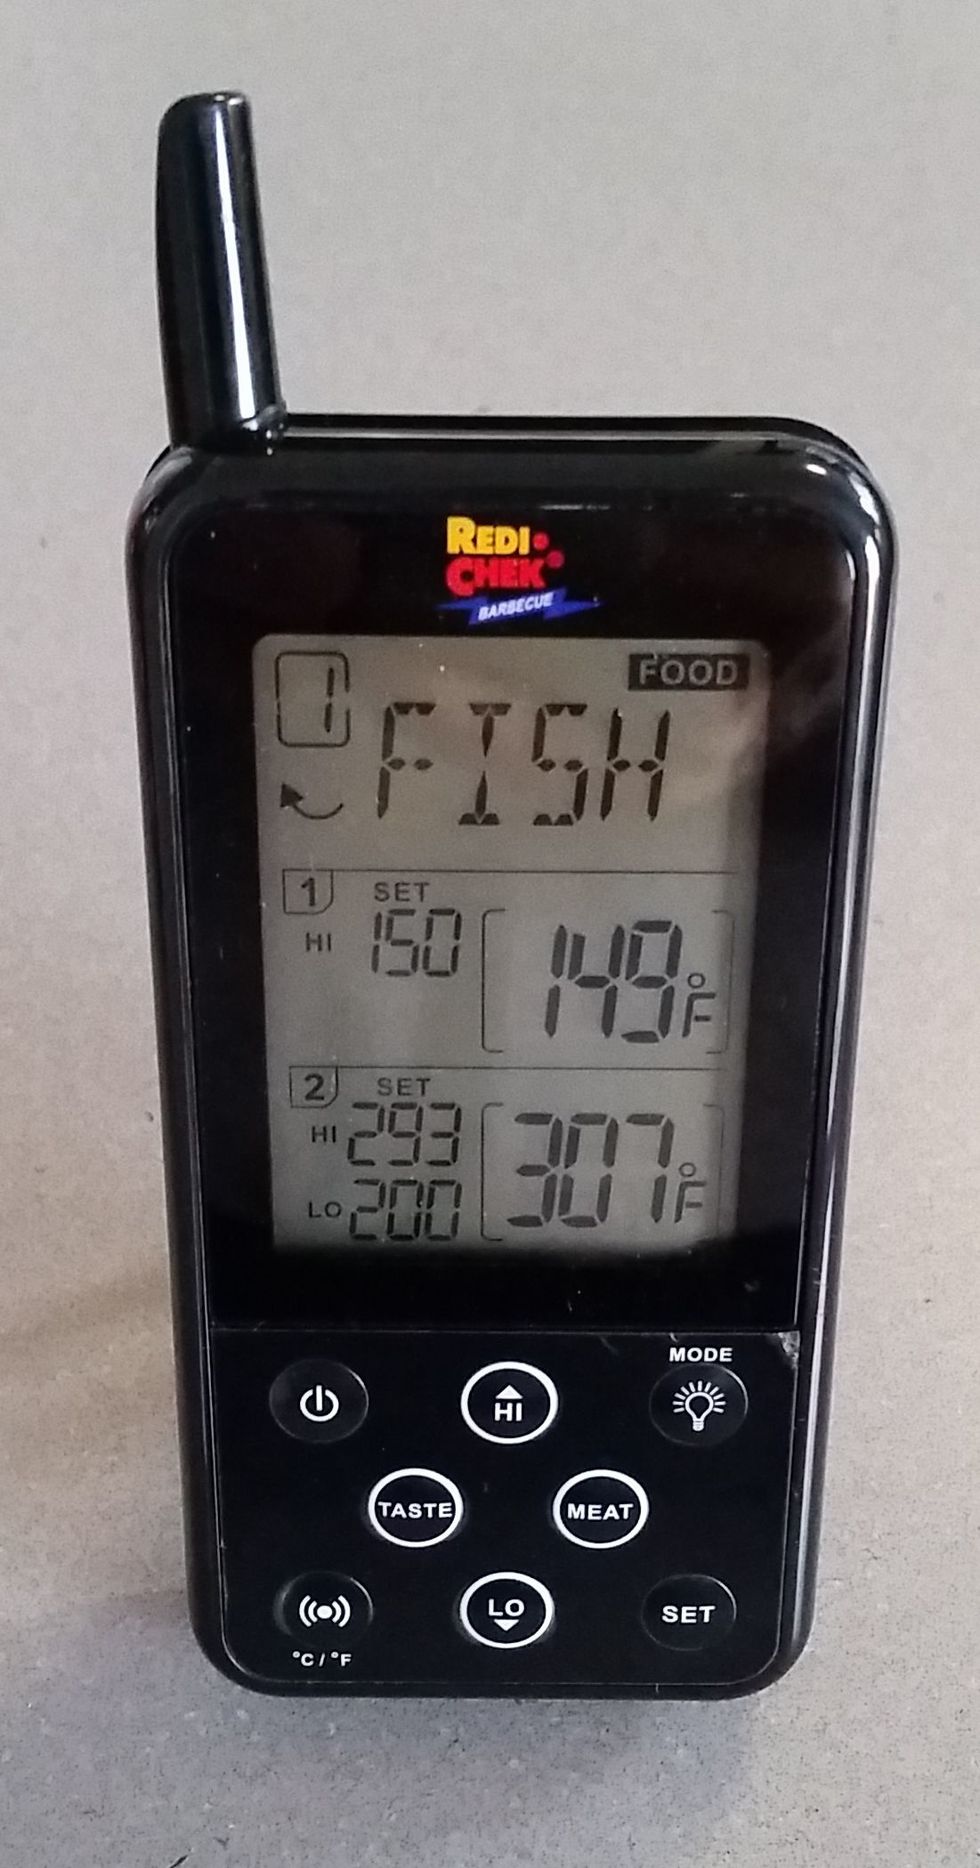 REDI
CHEK
BARBECUE
1 FOOD
FISH
1 SET
HI 150 149°F
2 SET
HI 293 307°F
LO 200
MODE
HI
TASTE MEAT
LO SET
°C / °F